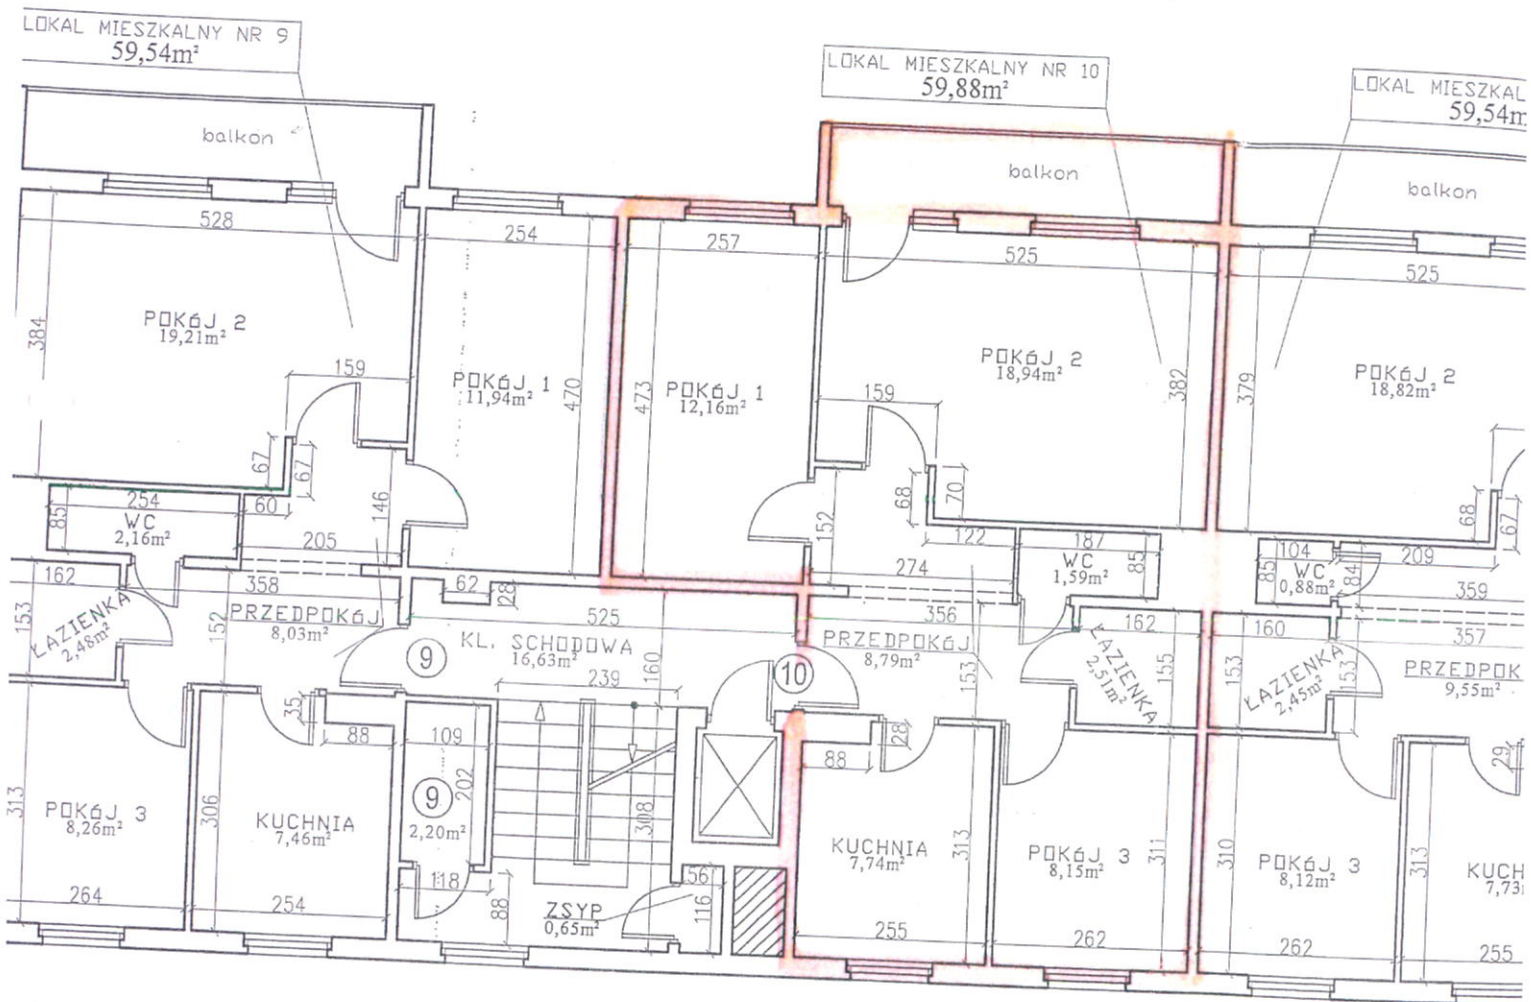 LOKAL MIESZKALNY NR 9
59,54m²
LOKAL MIESZKALNY NR 10
59,88m²
LOKAL MIESZKAL
59,54m
balkon
balkon
balkon
528
254
257
525
525
POKÓJ 2
19,21m²
384
159
POKÓJ 1
11,94m²
470
473
POKÓJ 1
12,16m²
159
POKÓJ 2
18,94m²
382
379
POKÓJ 2
18,82m²
67
67
254
60
85
WC
2,16m²
146
205
152
68
70
122
187
274
WC
1,59m²
85
68
67
104
209
85
WC
0,88m²
84
162
358
62
28
525
356
162
160
359
357
153
ŁAZIENKA
2,48m²
152
PRZEDPOKÓJ
8,03m²
9
KL. SCHODOWA
16,63m²
160
239
10
PRZEDPOKÓJ
8,79m²
153
ŁAZIENKA
2,51m²
155
153
ŁAZIENKA
2,45m²
153
PRZEDPOK
9,55m²
35
88
109
202
28
88
29
313
POKÓJ 3
8,26m²
306
KUCHNIA
7,46m²
9
2,20m²
308
KUCHNIA
7,74m²
313
POKÓJ 3
8,15m²
311
310
POKÓJ 3
8,12m²
313
KUCH
7,73
264
254
118
88
ZSYP
0,65m²
56
116
255
262
262
255